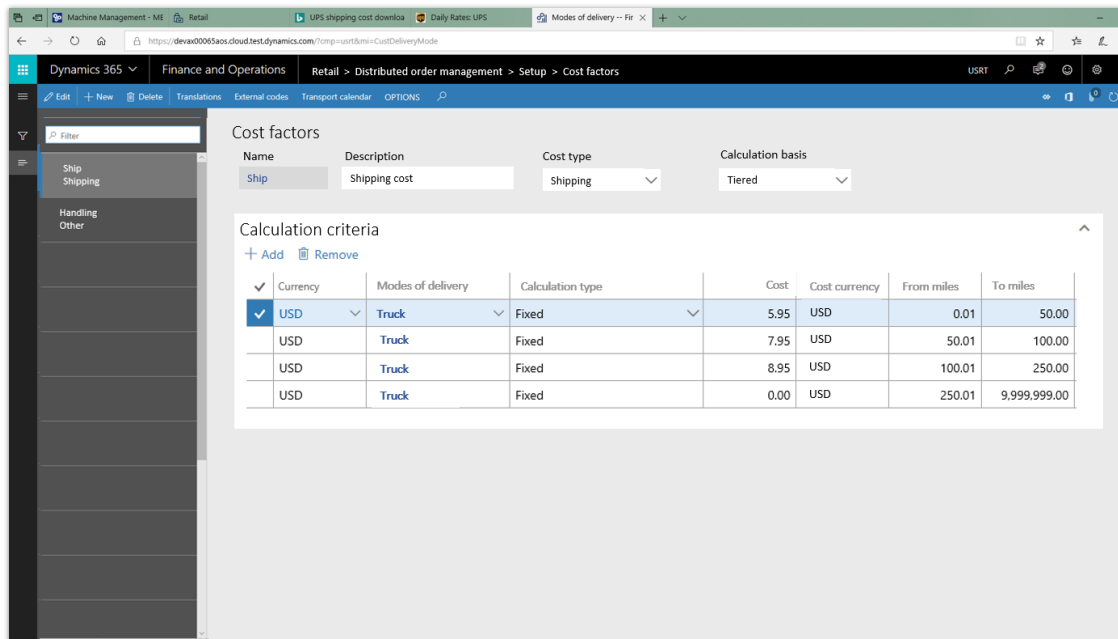 Machine Management - ME Retail UPS shipping cost downloa Daily Rates: UPS Modes of delivery -- Fir
https://devax00065aos.cloud.test.dynamics.com/?cmp=usrt&mi=CustDeliveryMode
Dynamics 365 Finance and Operations Retail > Distributed order management > Setup > Cost factors USRT
Edit + New Delete Translations External codes Transport calendar OPTIONS 0
Filter
Ship
Shipping
Handling
Other
Cost factors
Name Description Cost type Calculation basis
Ship Shipping cost Shipping Tiered
Calculation criteria
+ Add Remove
Currency Modes of delivery Calculation type Cost Cost currency From miles To miles
USD Truck Fixed 5.95 USD 0.01 50.00
USD Truck Fixed 7.95 USD 50.01 100.00
USD Truck Fixed 8.95 USD 100.01 250.00
USD Truck Fixed 0.00 USD 250.01 9,999,999.00